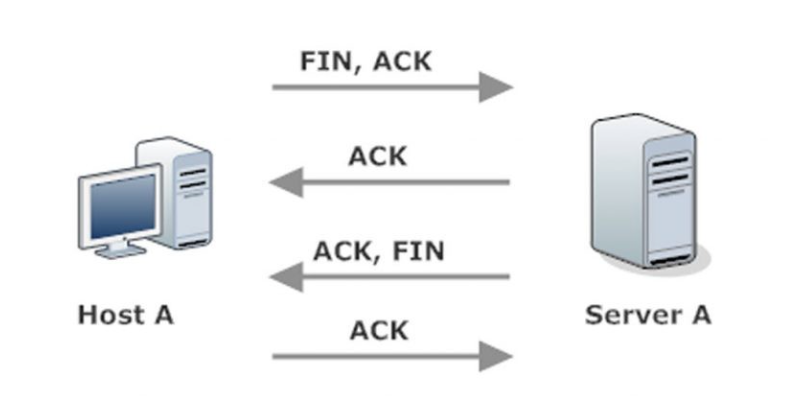 FIN, ACK
ACK
ACK, FIN
Host A
Server A
ACK